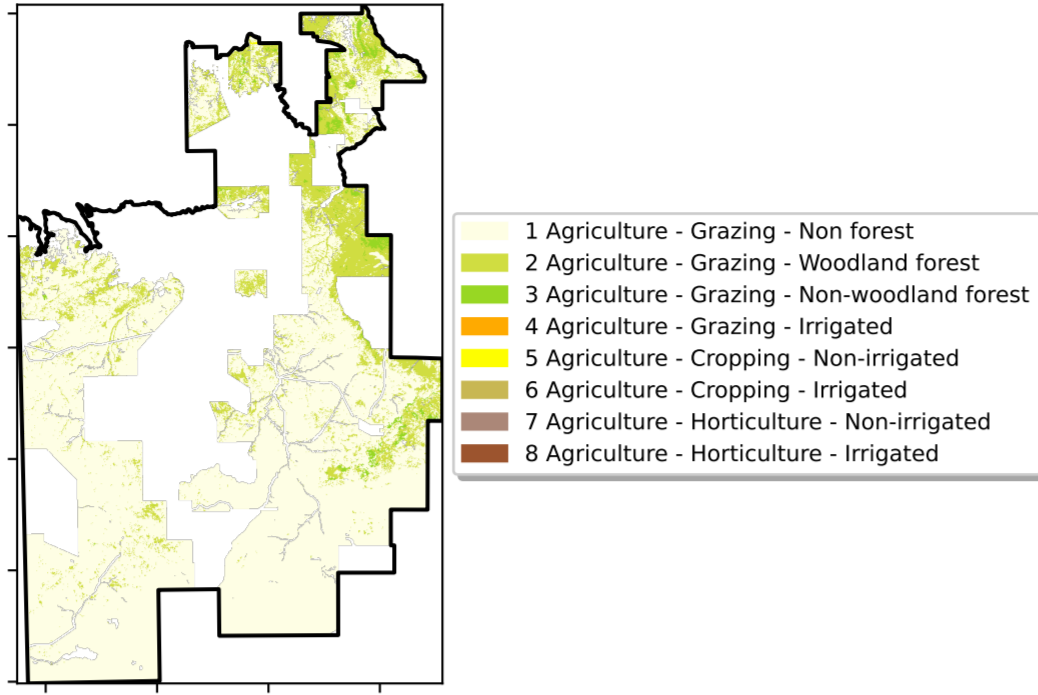 1 Agriculture - Grazing - Non forest
2 Agriculture - Grazing - Woodland forest
3 Agriculture - Grazing - Non-woodland forest
4 Agriculture - Grazing - Irrigated
5 Agriculture - Cropping - Non-irrigated
6 Agriculture - Cropping - Irrigated
7 Agriculture - Horticulture - Non-irrigated
8 Agriculture - Horticulture - Irrigated